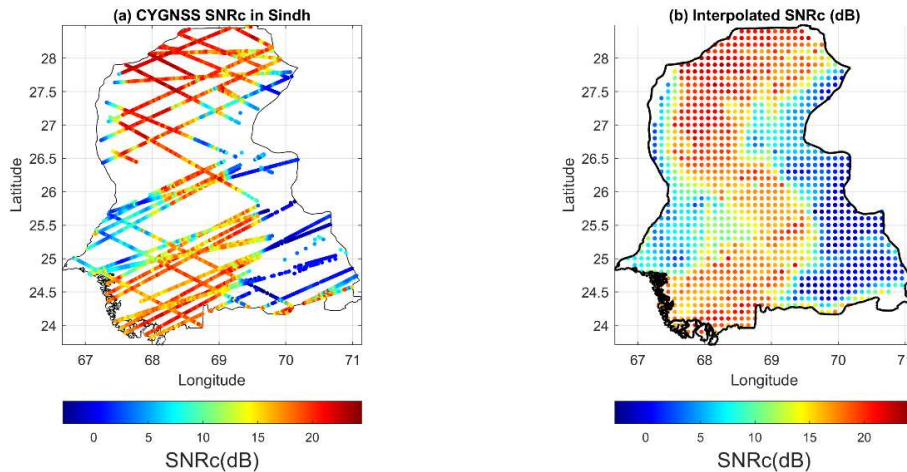 (a) CYGNSS SNRc in Sindh
28.5
28
27.5
27
26.5
26
25.5
25
24.5
24
Latitude
67 68 69 70 71
Longitude
0 5 10 15 20
SNRc(dB)
(b) Interpolated SNRc (dB)
28
27.5
27
26.5
26
25.5
25
24.5
24
Latitude
67 68 69 70 71
Longitude
0 5 10 15 20
SNRc(dB)